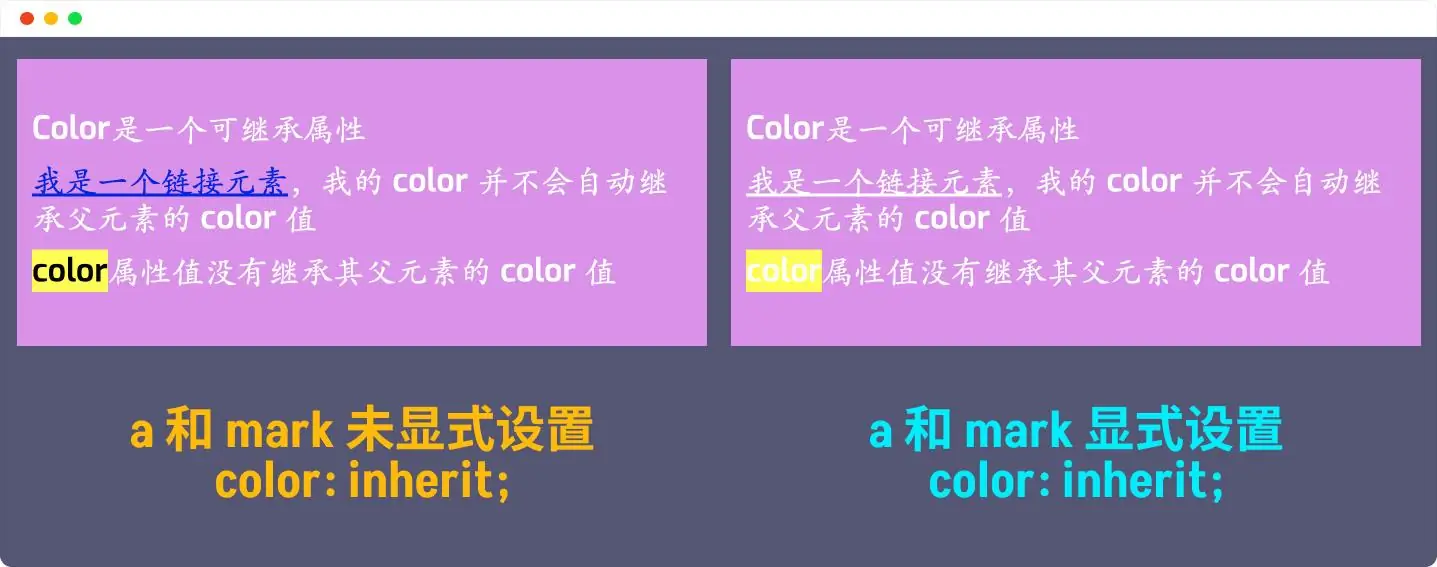 Color是一个可继承属性
我是一个链接元素，我的 color 并不会自动继
承父元素的 color 值
color属性值没有继承其父元素的 color 值
a 和 mark 未显式设置
color: inherit;
Color是一个可继承属性
我是一个链接元素，我的 color 并不会自动继
承父元素的 color 值
color属性值没有继承其父元素的 color 值
a 和 mark 显式设置
color: inherit;